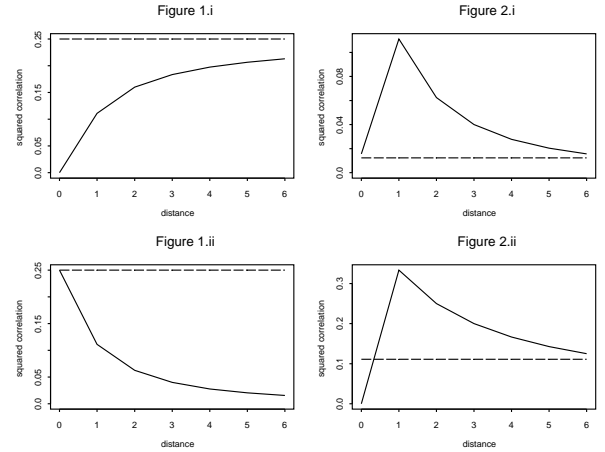 Figure 1.i
squared correlation
0.0
0.05
0.15
0.25
0 1 2 3 4 5 6
distance
Figure 2.i
squared correlation
0.0
0.04
0.08
0 1 2 3 4 5 6
distance
Figure 1.ii
squared correlation
0.0
0.05
0.15
0.25
0 1 2 3 4 5 6
distance
Figure 2.ii
squared correlation
0.0
0.1
0.2
0.3
0 1 2 3 4 5 6
distance